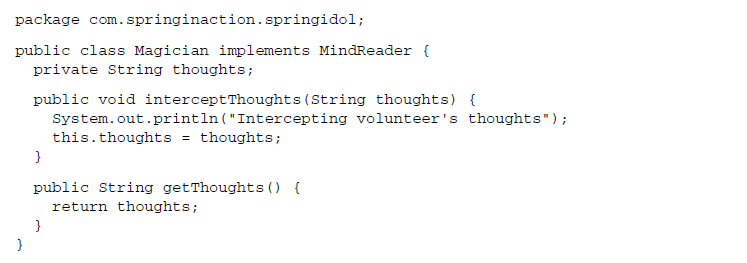 package com.springinaction.springidol;
public class Magician implements MindReader {
private String thoughts;
public void interceptThoughts(String thoughts) {
System.out.println("Intercepting volunteer's thoughts");
this.thoughts = thoughts;
}
public String getThoughts() {
return thoughts;
}
}